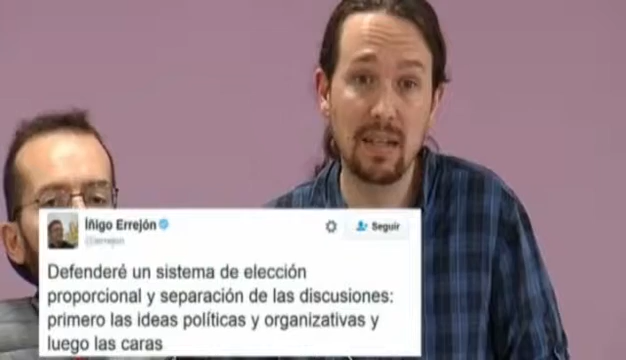 Íñigo Errejón
@ierrejon
Seguir
Defenderé un sistema de elección
proporcional y separación de las discusiones:
primero las ideas políticas y organizativas y
luego las caras